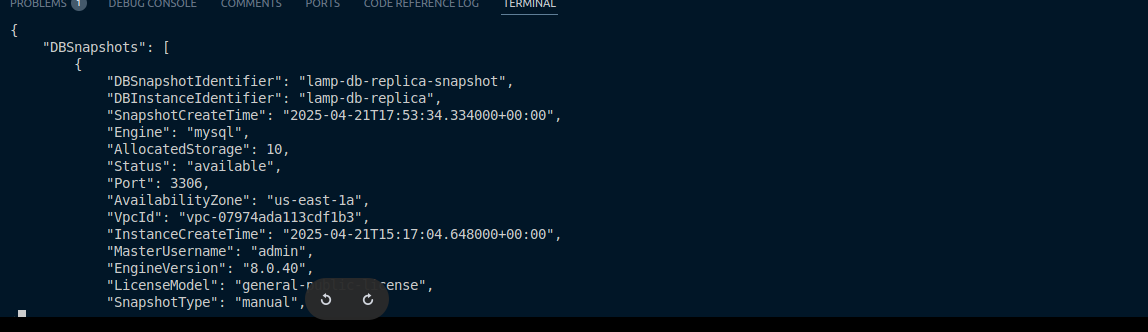 PROBLEMS 1 DEBUG CONSOLE COMMENTS PORTS CODE REFERENCE LOG TERMINAL
{
    "DBSnapshots": [
        {
            "DBSnapshotIdentifier": "lamp-db-replica-snapshot",
            "DBInstanceIdentifier": "lamp-db-replica",
            "SnapshotCreateTime": "2025-04-21T17:53:34.334000+00:00",
            "Engine": "mysql",
            "AllocatedStorage": 10,
            "Status": "available",
            "Port": 3306,
            "AvailabilityZone": "us-east-1a",
            "VpcId": "vpc-07974ada113cdf1b3",
            "InstanceCreateTime": "2025-04-21T15:17:04.648000+00:00",
            "MasterUsername": "admin",
            "EngineVersion": "8.0.40",
            "LicenseModel": "general-public-license",
            "SnapshotType": "manual",